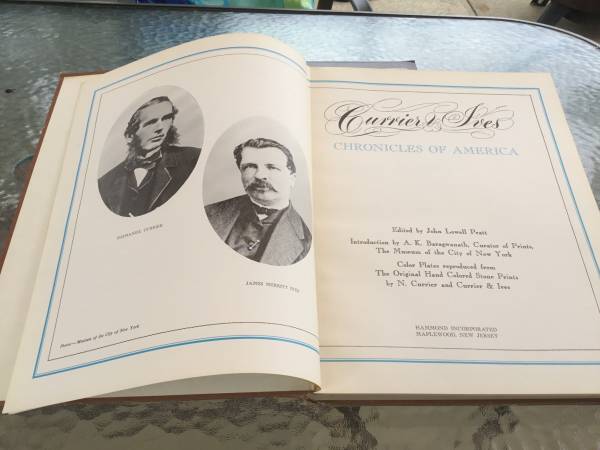 NATHANIEL CURRIER
JAMES MERRITT IVES
Photo—Museum of the City of New York
Currier & Ives
CHRONICLES OF AMERICA
Edited by John Lowell Pratt
Introduction by A. K. Baragwanath, Curator of Prints,
The Museum of the City of New York
Color Plates reproduced from
The Original Hand Colored Stone Prints
by N. Currier and Currier & Ives
HAMMOND INCORPORATED
MAPLEWOOD, NEW JERSEY